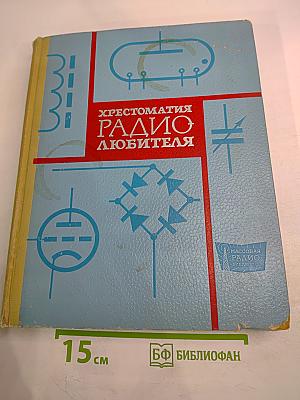 ХРЕСТОМАТИЯ
РАДИО-
ЛЮБИТЕЛЯ
МАССОВАЯ
РАДИО
15 см
БФ БИБЛИОФАН